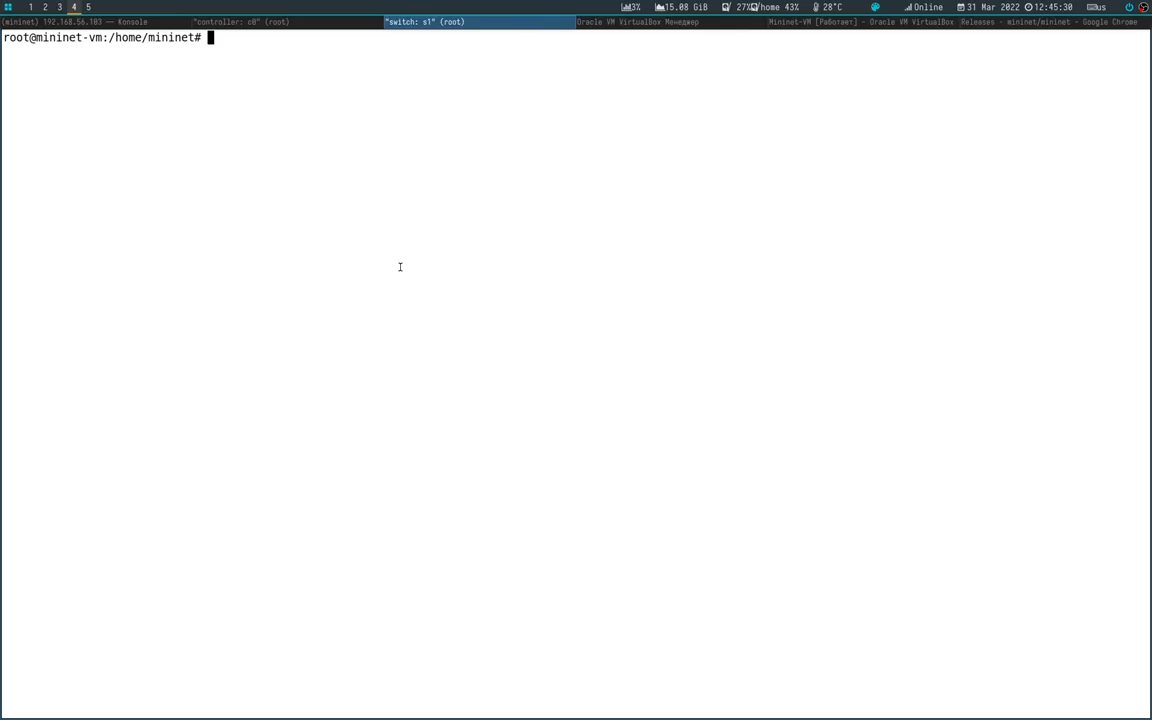 1 2 3 4 5 3% 15.08 GiB / 27% /home 43% 28°C Online 31 Mar 2022 12:45:30 us
(mininet) 192.168.56.103 — Konsole "controller: c0" (root) "switch: s1" (root) Oracle VM VirtualBox Менеджер Mininet-VM [Работает] - Oracle VM VirtualBox Releases · mininet/mininet - Google Chrome
root@mininet-vm:/home/mininet#